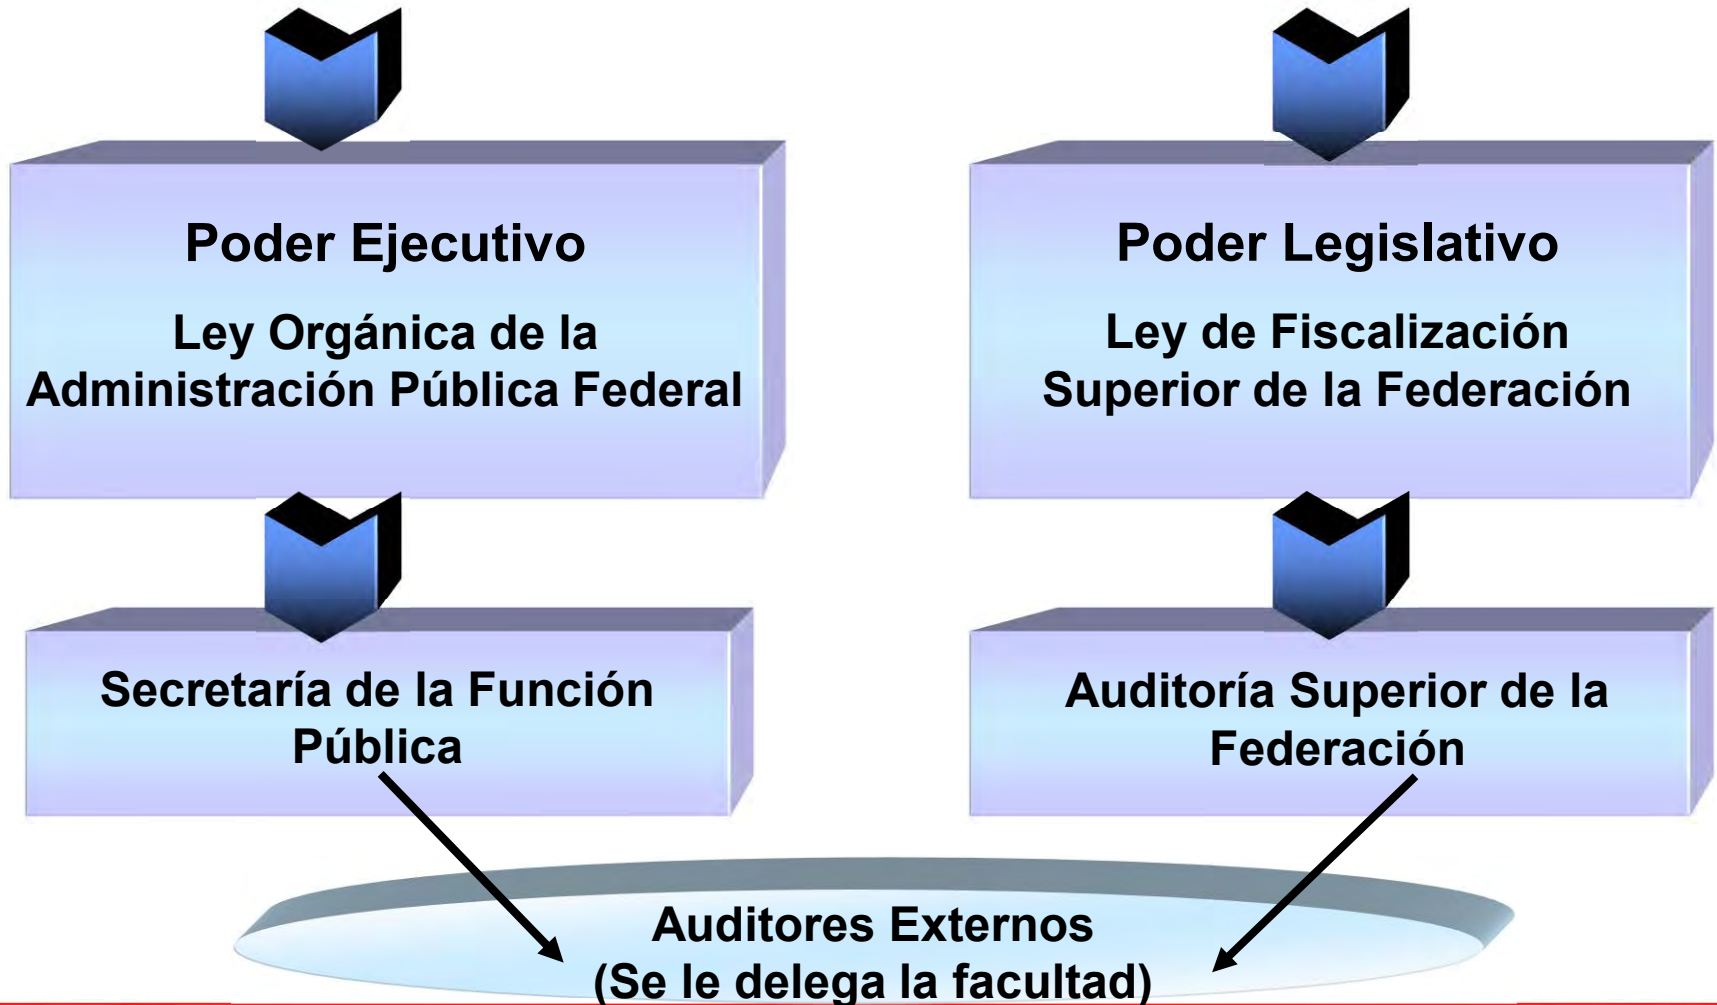 Poder Ejecutivo
Ley Orgánica de la
Administración Pública Federal
Poder Legislativo
Ley de Fiscalización
Superior de la Federación
Secretaría de la Función
Pública
Auditoría Superior de la
Federación
Auditores Externos
(Se le delega la facultad)